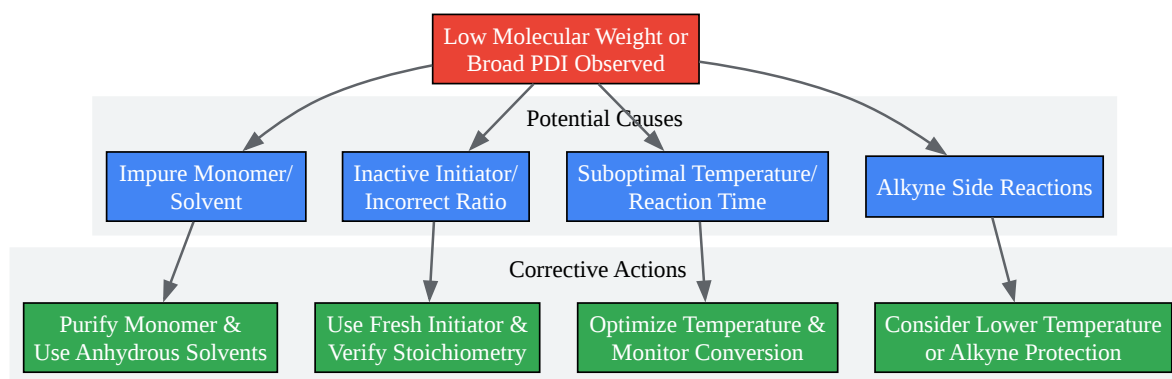 Low Molecular Weight or
Broad PDI Observed
Potential Causes
Impure Monomer/
Solvent
Inactive Initiator/
Incorrect Ratio
Suboptimal Temperature/
Reaction Time
Alkyne Side Reactions
Corrective Actions
Purify Monomer &
Use Anhydrous Solvents
Use Fresh Initiator &
Verify Stoichiometry
Optimize Temperature &
Monitor Conversion
Consider Lower Temperature
or Alkyne Protection